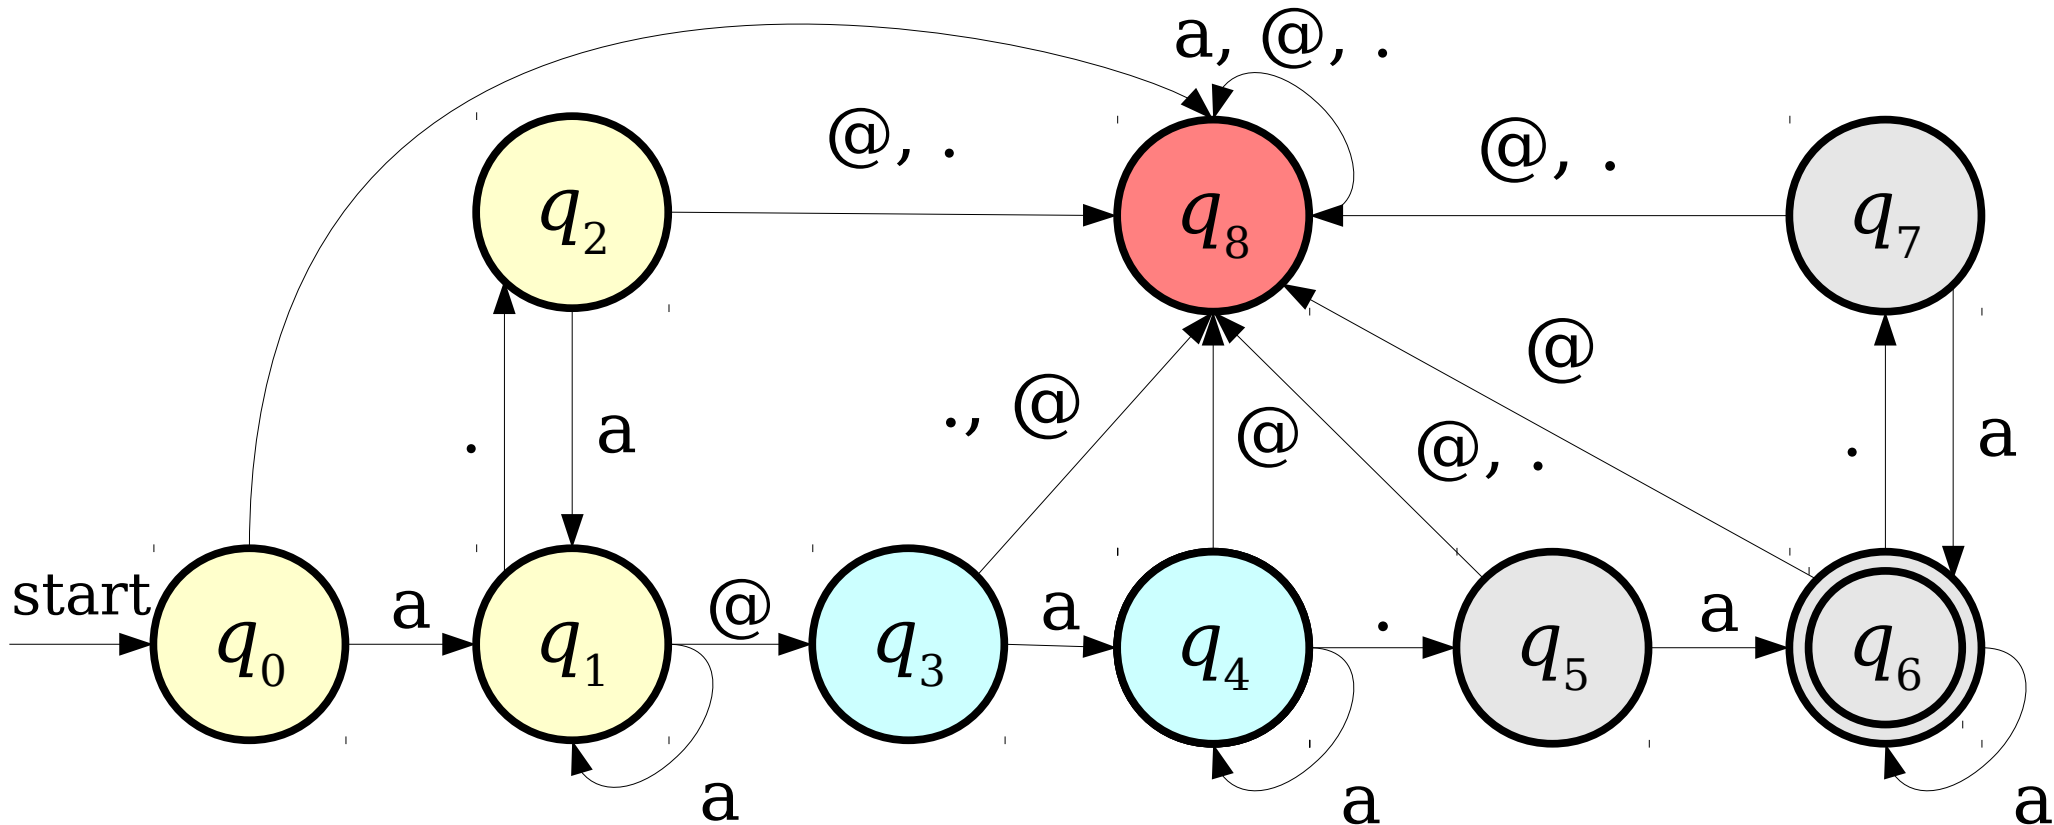 a, @, .
@, .
@, .
q2
q8
q7
@
., @
@
@, .
.
a
.
a
start
a
@
a
.
a
q0
q1
q3
q4
q5
q6
a
a
a